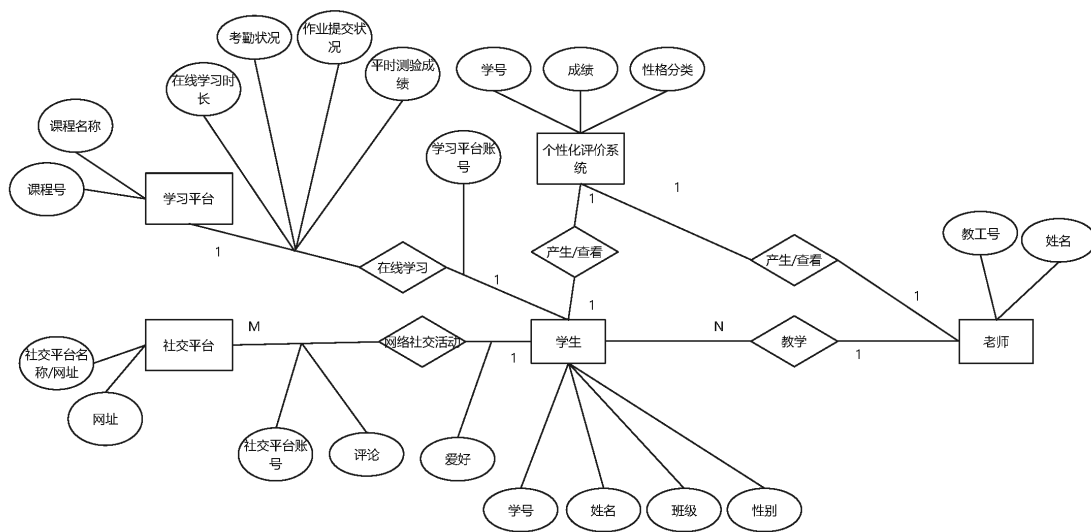 考勤状况
作业提交状
况
在线学习时
长
平时测验成
绩
学号
成绩
性格分类
课程名称
课程号
学习平台
学习平台账
号
个性化评价系
统
1
1
1
产生/查看
产生/查看
在线学习
1
1
1
1
教工号
姓名
社交平台
M
网络社交活动
1
学生
N
教学
1
老师
社交平台名
称/网址
网址
社交平台账
号
评论
爱好
学号
姓名
班级
性别